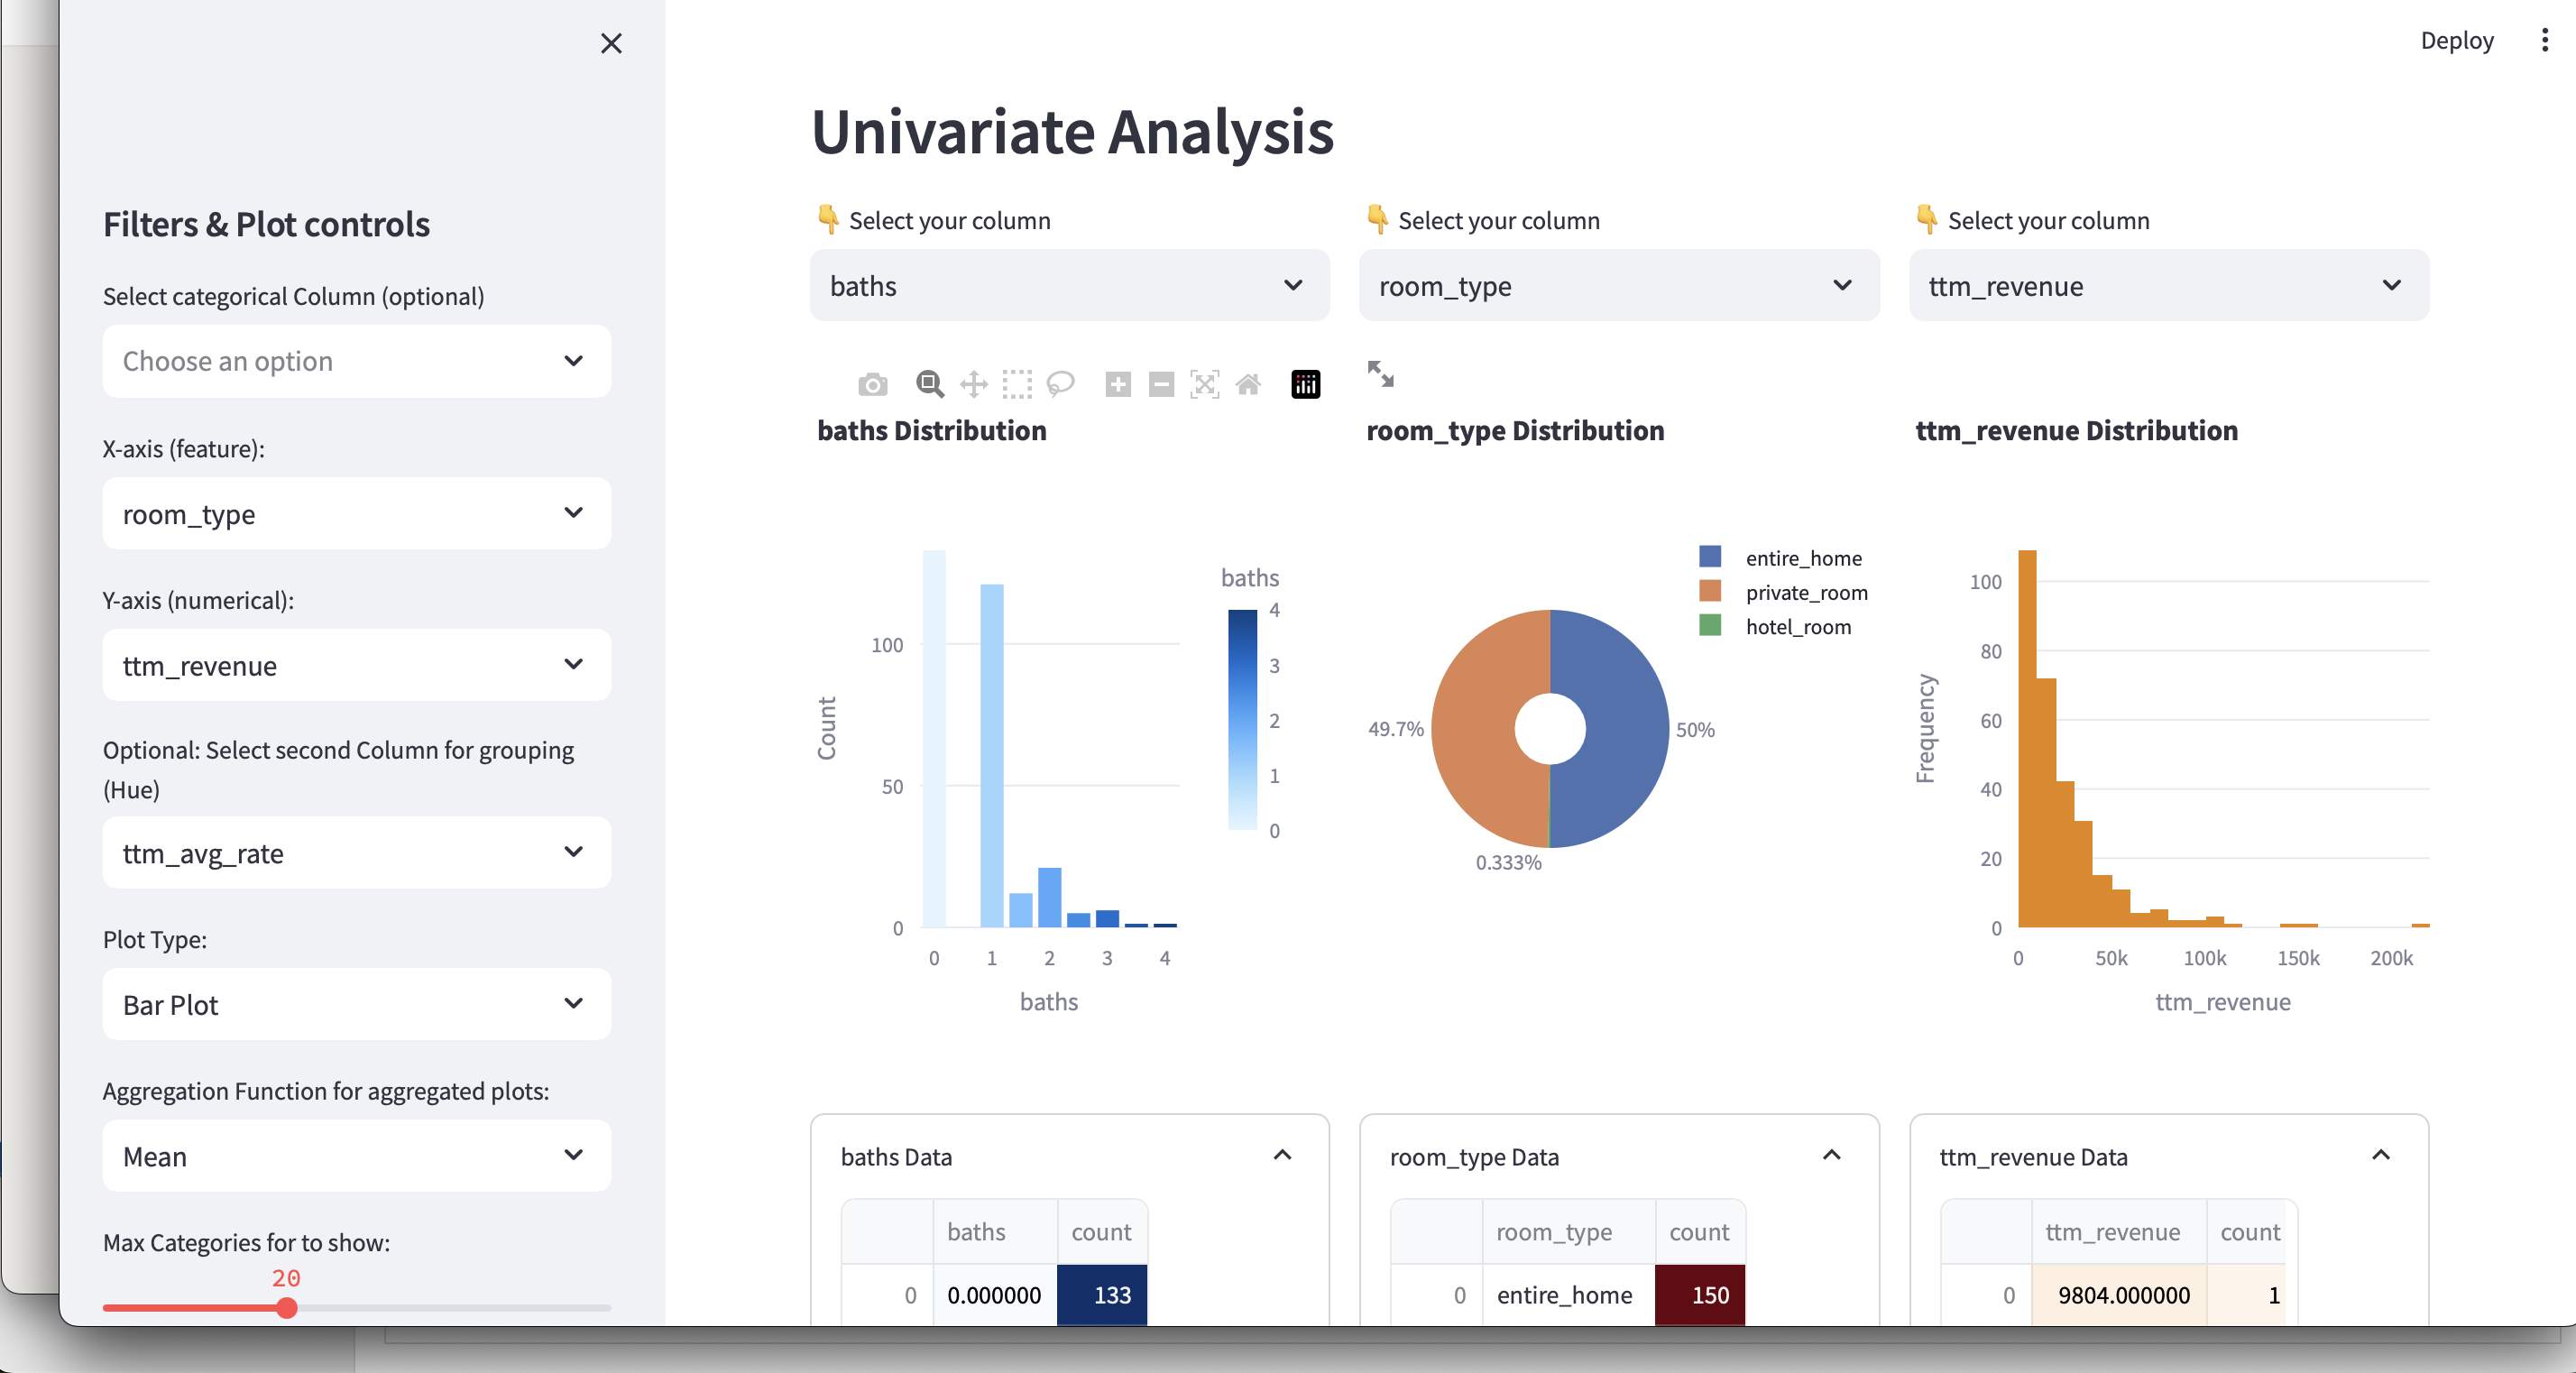 Deploy
Filters & Plot controls
Select categorical Column (optional)
Choose an option
X-axis (feature):
room_type
Y-axis (numerical):
ttm_revenue
Optional: Select second Column for grouping
(Hue)
ttm_avg_rate
Plot Type:
Bar Plot
Aggregation Function for aggregated plots:
Mean
Max Categories for to show:
20
Univariate Analysis
👇 Select your column
baths
baths Distribution
Count
100
50
0
0 1 2 3 4
baths
baths
4
3
2
1
0
👇 Select your column
room_type
room_type Distribution
entire_home
private_room
hotel_room
49.7%
50%
0.333%
👇 Select your column
ttm_revenue
ttm_revenue Distribution
Frequency
100
80
60
40
20
0
0 50k 100k 150k 200k
ttm_revenue
baths Data
baths count
0 0.000000 133
room_type Data
room_type count
0 entire_home 150
ttm_revenue Data
ttm_revenue count
0 9804.000000 1